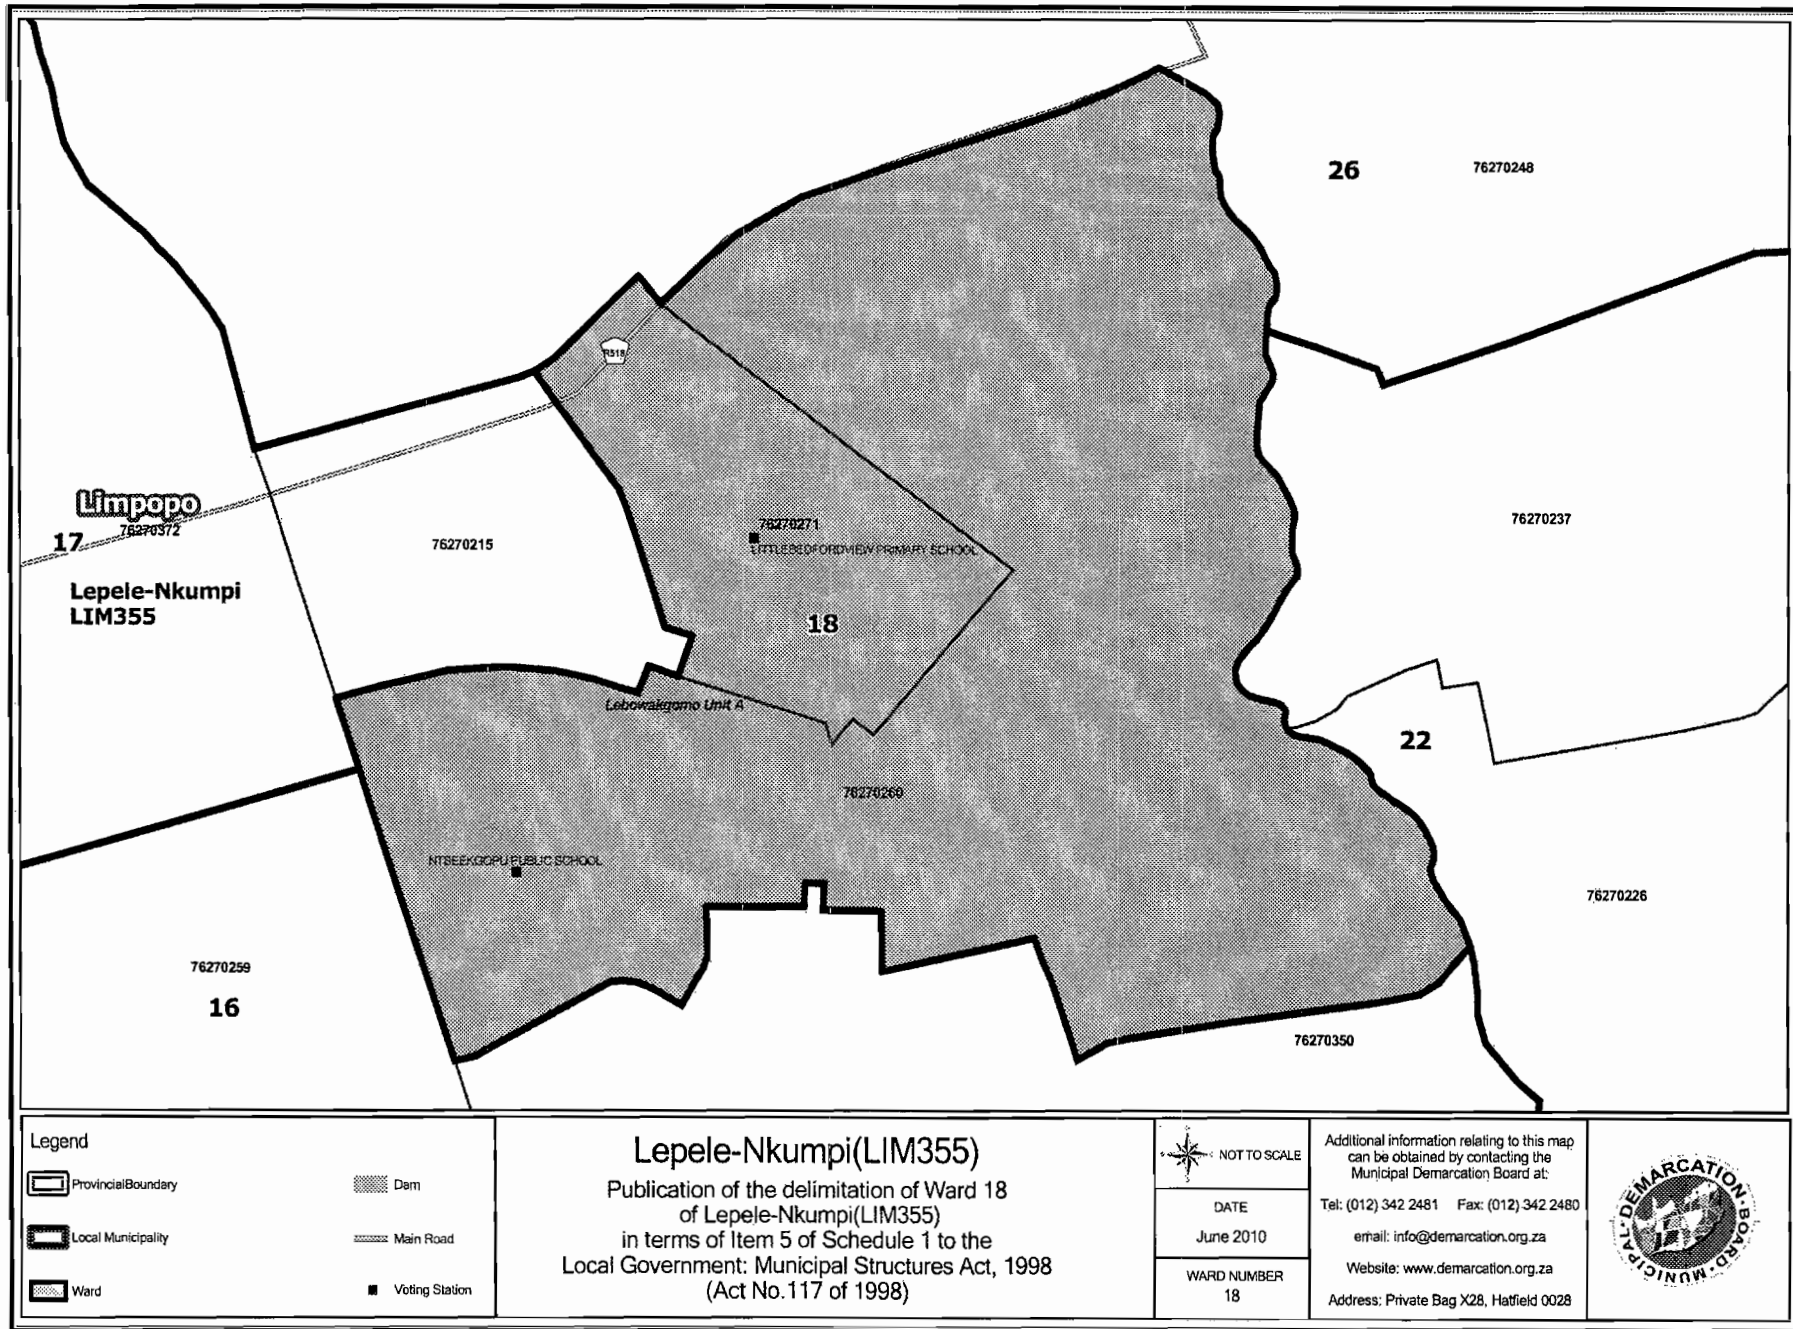 26
76270248
R518
Limpopo
76270372
17
76270215
76270271
LITTLEBEDFORDVIEW PRIMARY SCHOOL
76270237
Lepele-Nkumpi
LIM355
18
Lebowakgomo Unit A
22
76270260
NTSEEKGOPU PUBLIC SCHOOL
76270226
76270259
16
76270350
Legend
ProvincialBoundary
Dam
Local Municipality
Main Road
Ward
Voting Station
Lepele-Nkumpi(LIM355)
Publication of the delimitation of Ward 18
of Lepele-Nkumpi(LIM355)
in terms of Item 5 of Schedule 1 to the
Local Government: Municipal Structures Act, 1998
(Act No.117 of 1998)
NOT TO SCALE
DATE
June 2010
WARD NUMBER
18
Additional information relating to this map
can be obtained by contacting the
Municipal Demarcation Board at:
Tel: (012) 342 2481 Fax: (012) 342 2480
email: info@demarcation.org.za
Website: www.demarcation.org.za
Address: Private Bag X28, Hatfield 0028
MUNICIPAL DEMARCATION BOARD